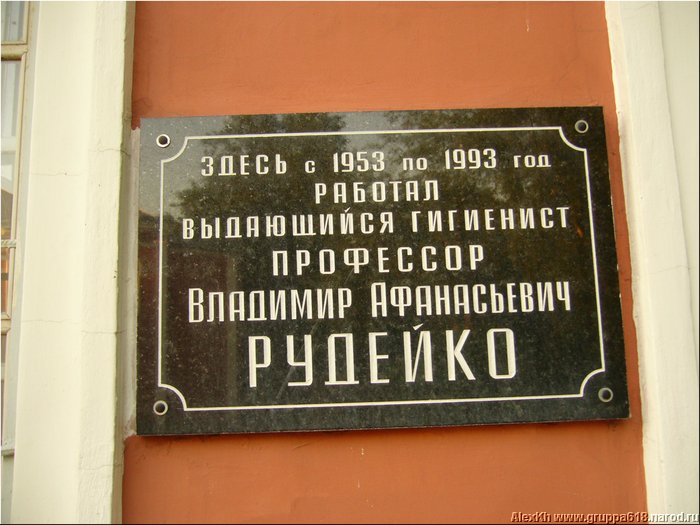 ЗДЕСЬ с 1953 по 1993 год
РАБОТАЛ
ВЫДАЮЩИЙСЯ ГИГИЕНИСТ
ПРОФЕССОР
ВЛАДИМИР АФАНАСЬЕВИЧ
РУДЕЙКО
AlexKh www.gruppa618.narod.ru